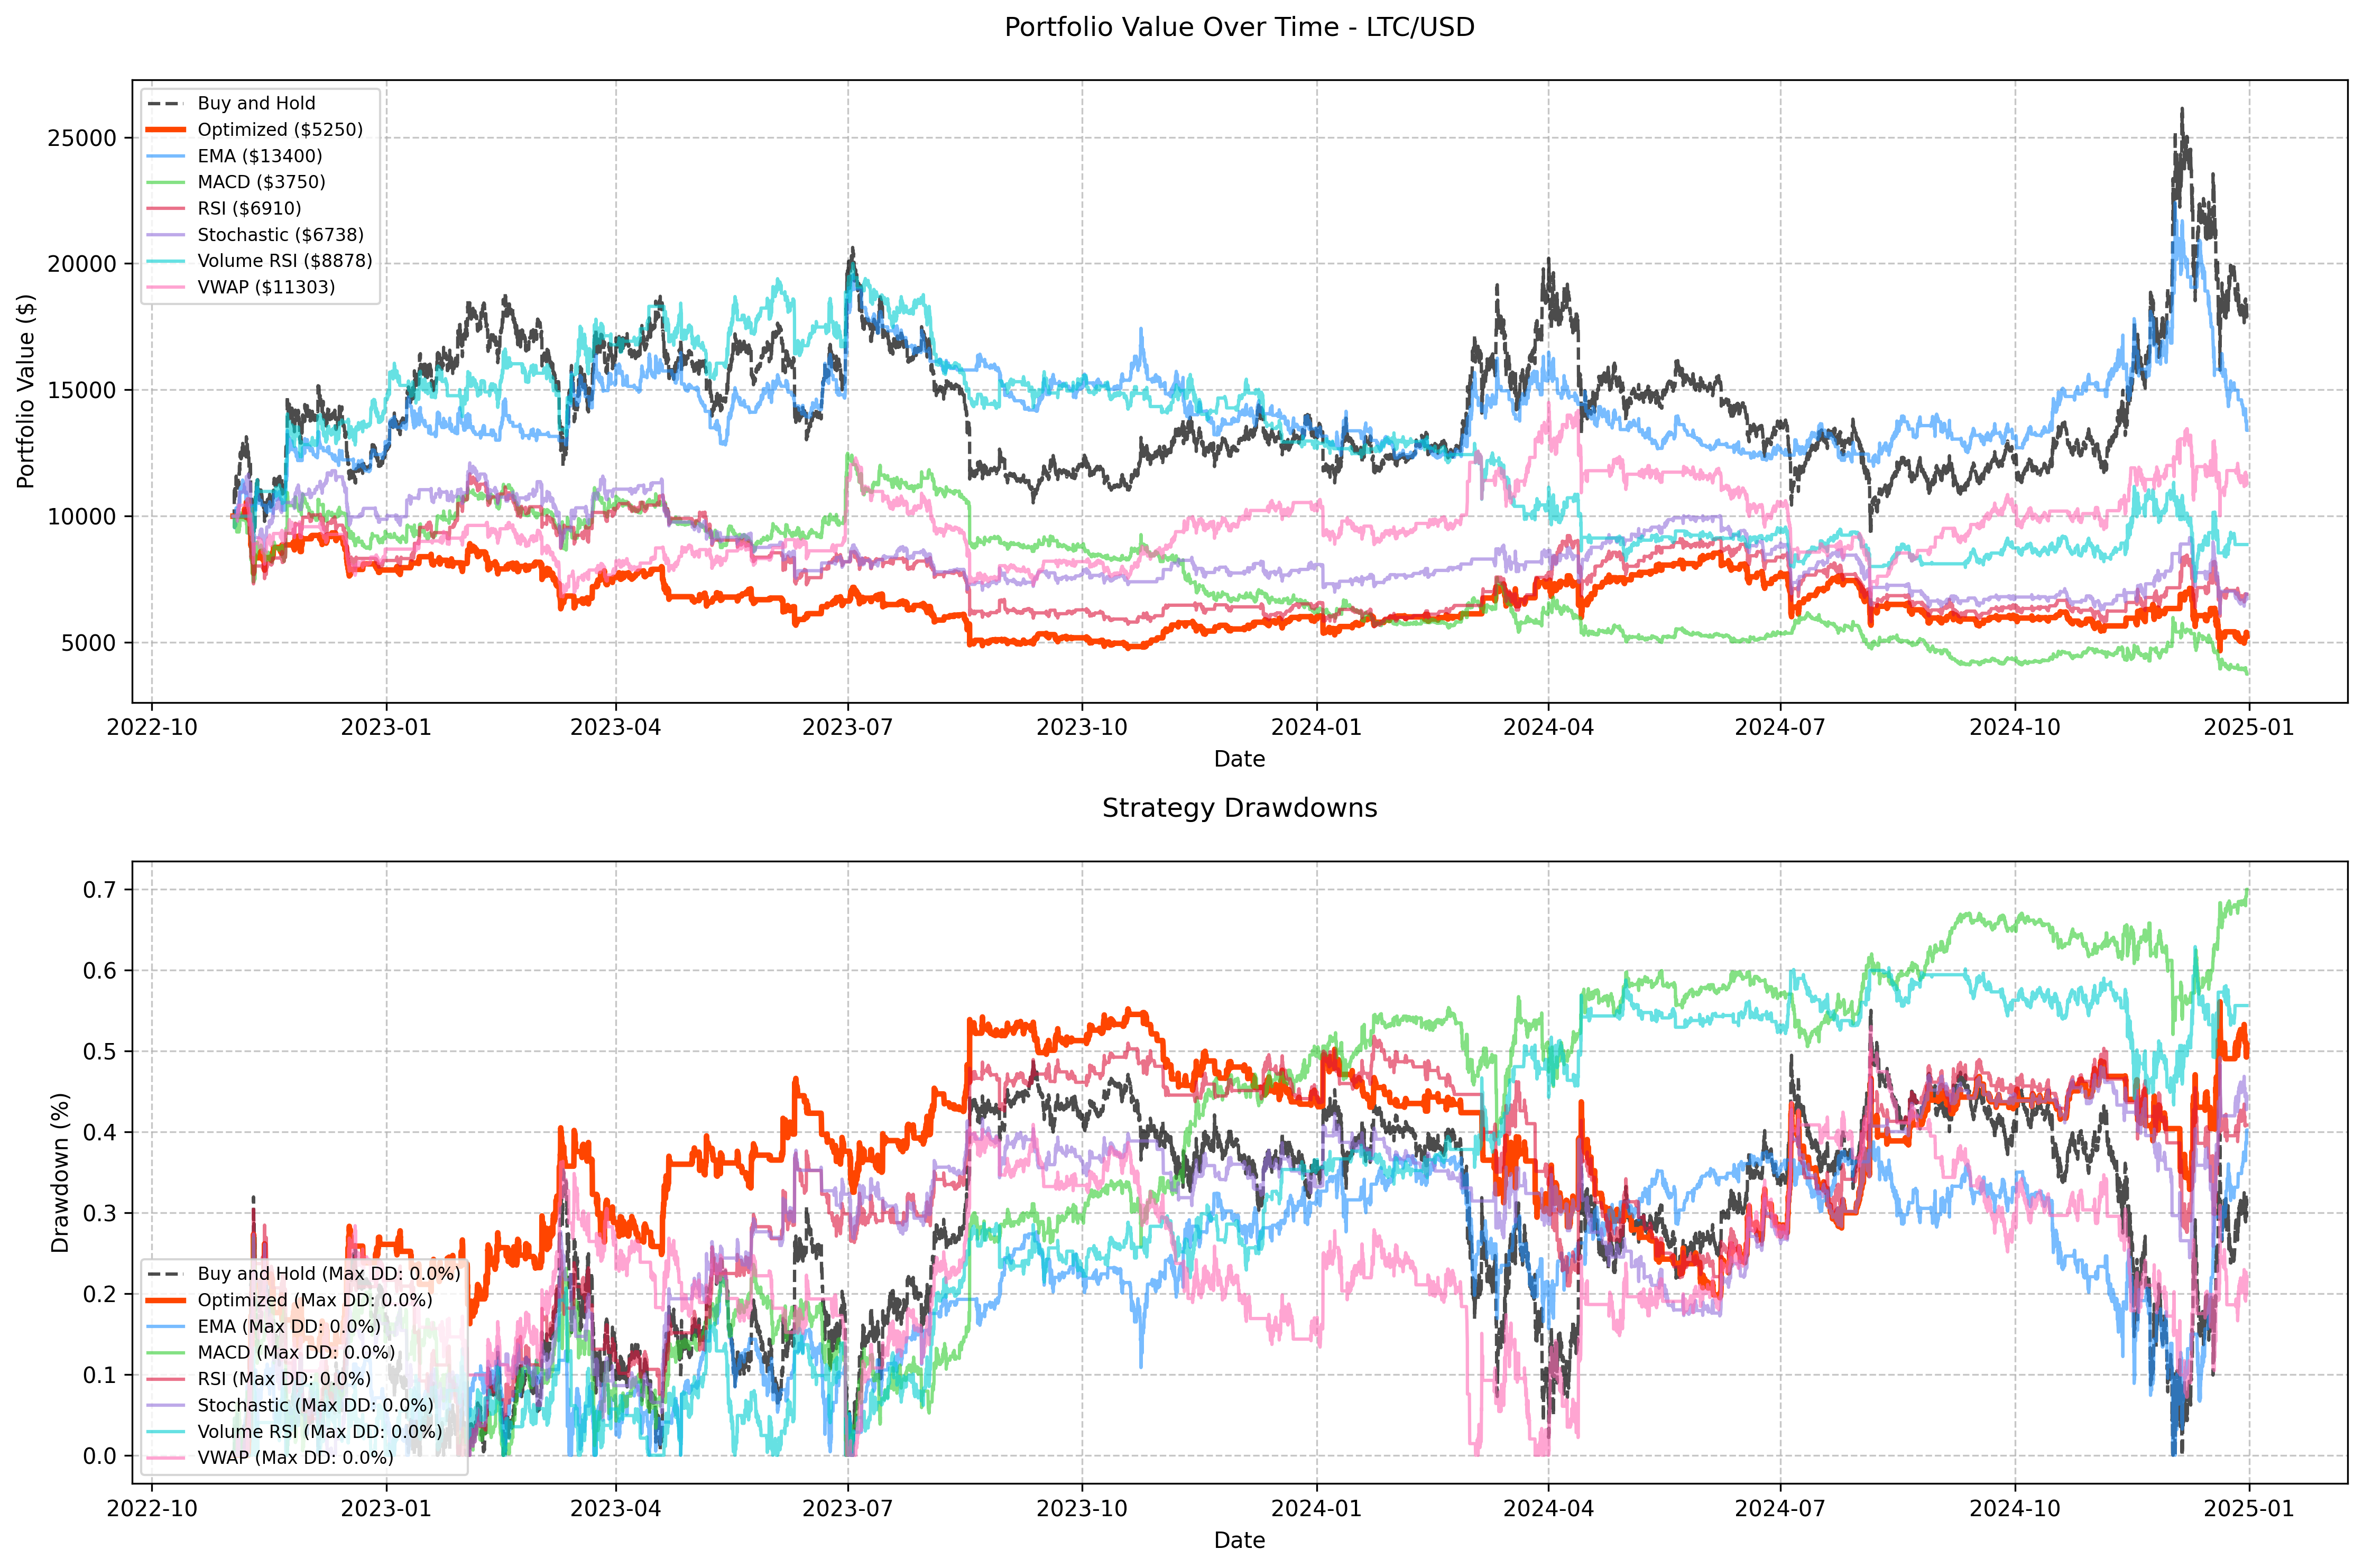 Portfolio Value Over Time - LTC/USD
Portfolio Value ($)
25000
20000
15000
10000
5000
Buy and Hold
Optimized ($5250)
EMA ($13400)
MACD ($3750)
RSI ($6910)
Stochastic ($6738)
Volume RSI ($8878)
VWAP ($11303)
2022-10 2023-01 2023-04 2023-07 2023-10 2024-01 2024-04 2024-07 2024-10 2025-01
Date
Strategy Drawdowns
Drawdown (%)
0.7
0.6
0.5
0.4
0.3
0.2
0.1
0.0
Buy and Hold (Max DD: 0.0%)
Optimized (Max DD: 0.0%)
EMA (Max DD: 0.0%)
MACD (Max DD: 0.0%)
RSI (Max DD: 0.0%)
Stochastic (Max DD: 0.0%)
Volume RSI (Max DD: 0.0%)
VWAP (Max DD: 0.0%)
2022-10 2023-01 2023-04 2023-07 2023-10 2024-01 2024-04 2024-07 2024-10 2025-01
Date